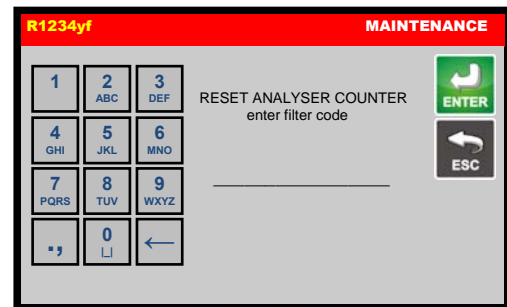 R1234yf MAINTENANCE
1 2 ABC 3 DEF
4 GHI 5 JKL 6 MNO
7 PQRS 8 TUV 9 WXYZ
., 0 |_| ←
RESET ANALYSER COUNTER
enter filter code
ENTER
ESC